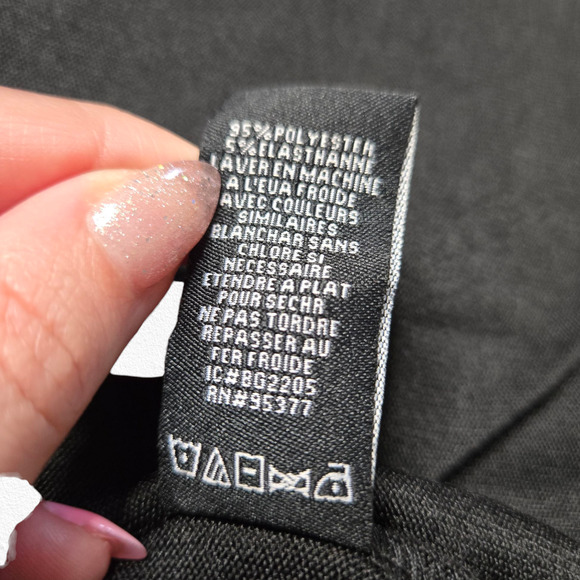 95%POLYESTER
5%ELASTHANNE
LAVER EN MACHINE
A L'EUA FROIDE
AVEC COULEURS
SIMILAIRES
BLANCHAR SANS
CHLORE SI
NECESSAIRE
ETENDRE A PLAT
POUR SECHR
NE PAS TORDRE
REPASSER AU
FER FROIDE
IC#BG2205
RN#95377